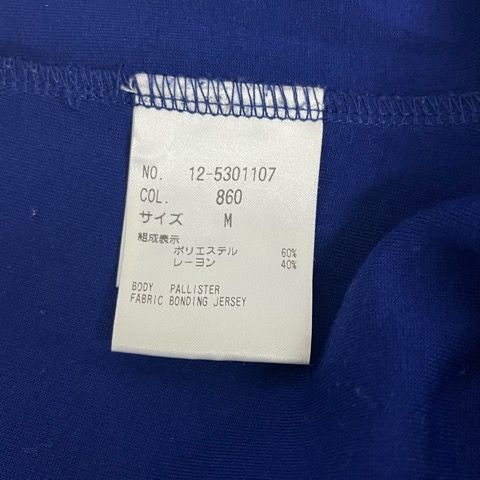 NO. 12-5301107
COL. 860
サイズ M
組成表示
ポリエステル 60%
レーヨン 40%
BODY PALLISTER
FABRIC BONDING JERSEY